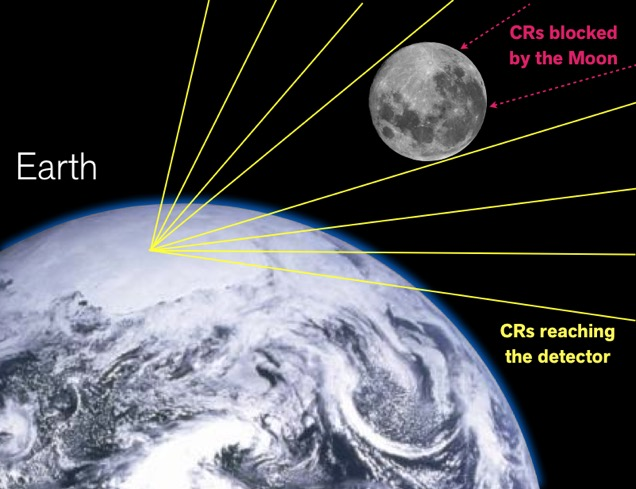 CRs blocked
by the Moon
Earth
CRs reaching
the detector